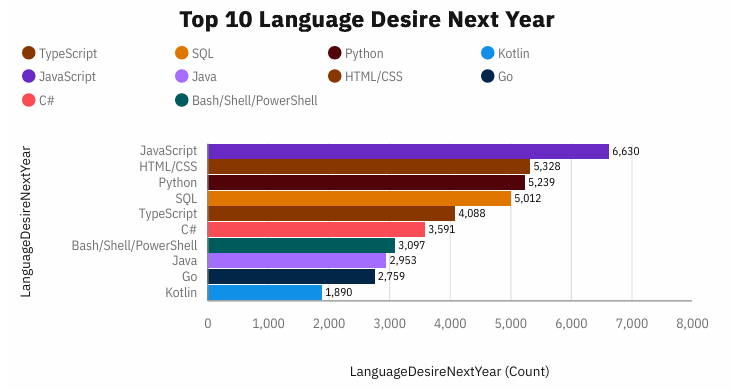 Top 10 Language Desire Next Year
TypeScript SQL Python Kotlin
JavaScript Java HTML/CSS Go
C# Bash/Shell/PowerShell
LanguageDesireNextYear
JavaScript 6,630
HTML/CSS 5,328
Python 5,239
SQL 5,012
TypeScript 4,088
C# 3,591
Bash/Shell/PowerShell 3,097
Java 2,953
Go 2,759
Kotlin 1,890
0 1,000 2,000 3,000 4,000 5,000 6,000 7,000 8,000
LanguageDesireNextYear (Count)